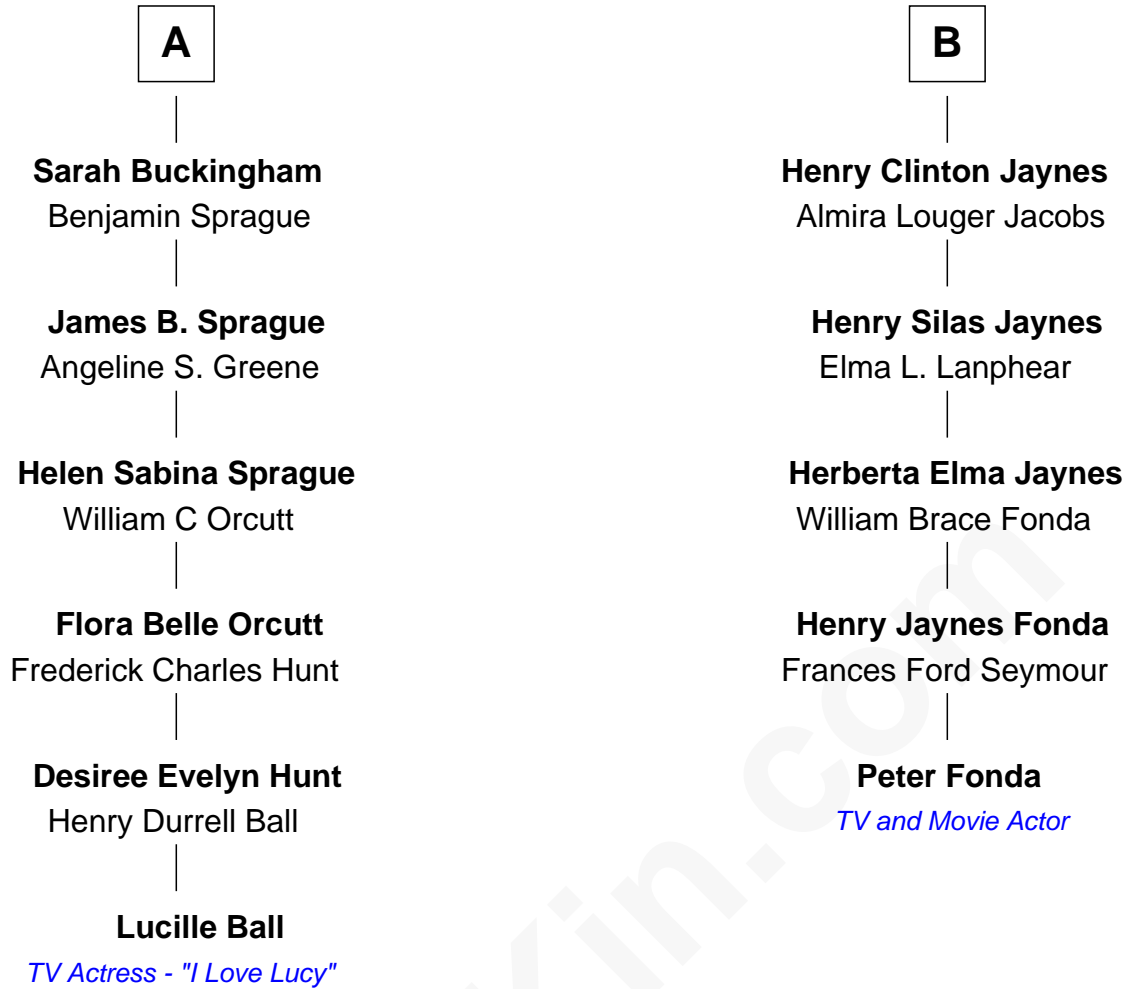 A
Sarah Buckingham
Benjamin Sprague
James B. Sprague
Angeline S. Greene
Helen Sabina Sprague
William C Orcutt
Flora Belle Orcutt
Frederick Charles Hunt
Desiree Evelyn Hunt
Henry Durrell Ball
Lucille Ball
TV Actress - "I Love Lucy"
B
Henry Clinton Jaynes
Almira Louger Jacobs
Henry Silas Jaynes
Elma L. Lanphear
Herberta Elma Jaynes
William Brace Fonda
Henry Jaynes Fonda
Frances Ford Seymour
Peter Fonda
TV and Movie Actor
Kin.com